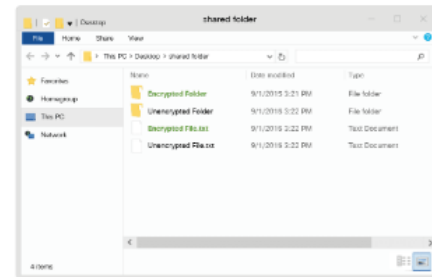 Desktop
shared folder
File Home Share View
This PC › Desktop › shared folder
Name Date modified Type
Favorites
Homegroup
This PC
Network
Encrypted Folder 9/1/2015 3:21 PM File folder
Unencrypted Folder 9/1/2015 3:22 PM File folder
Encrypted File.txt 9/1/2015 3:22 PM Text Document
Unencrypted File.txt 9/1/2015 3:22 PM Text Document
4 items